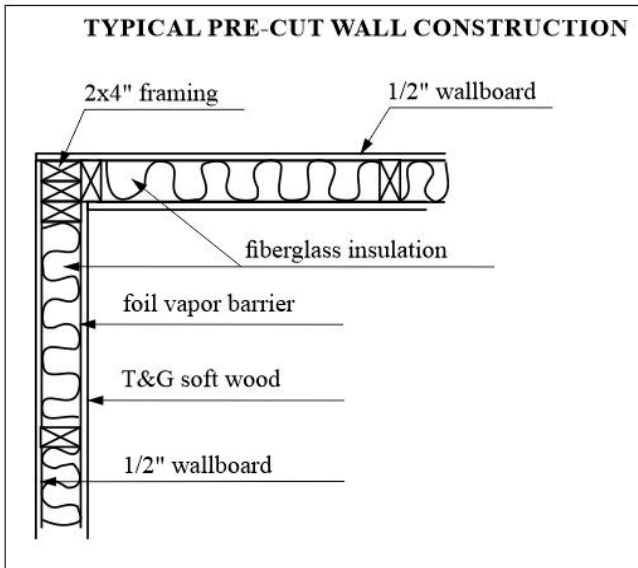 TYPICAL PRE-CUT WALL CONSTRUCTION
2x4" framing
1/2" wallboard
fiberglass insulation
foil vapor barrier
T&G soft wood
1/2" wallboard